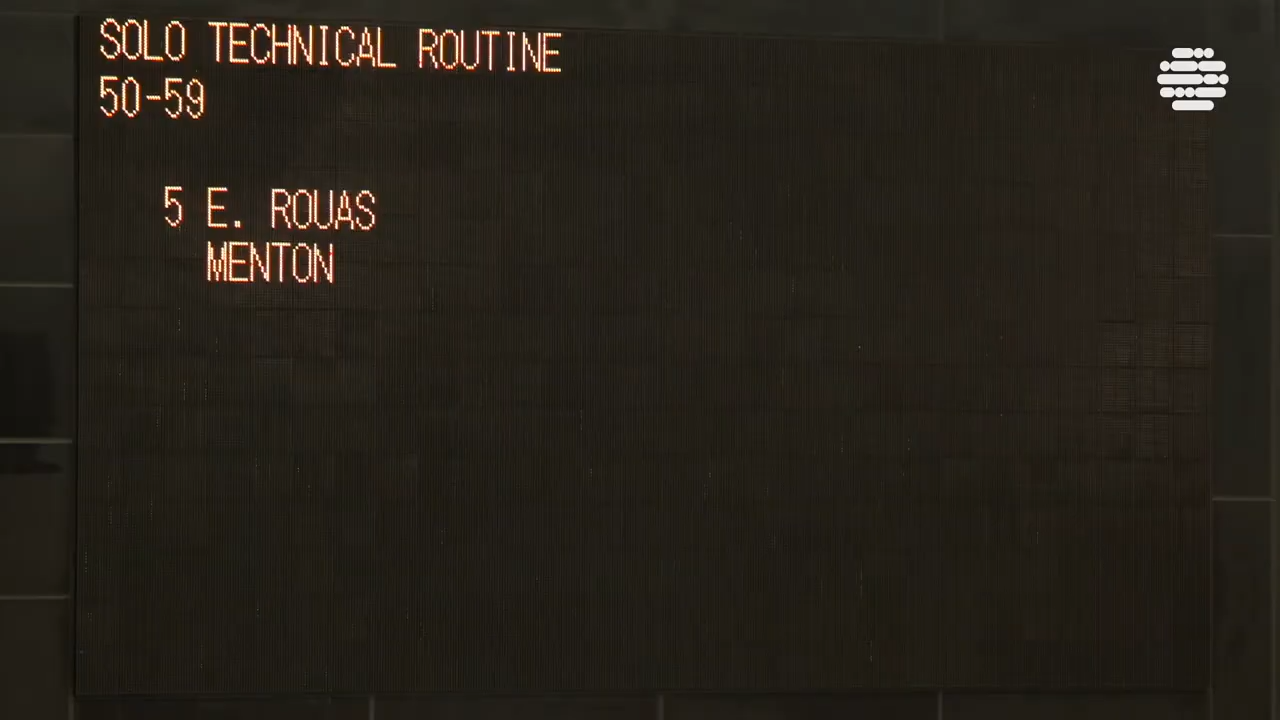 SOLO TECHNICAL ROUTINE
50-59
5 E. ROUAS
MENTON